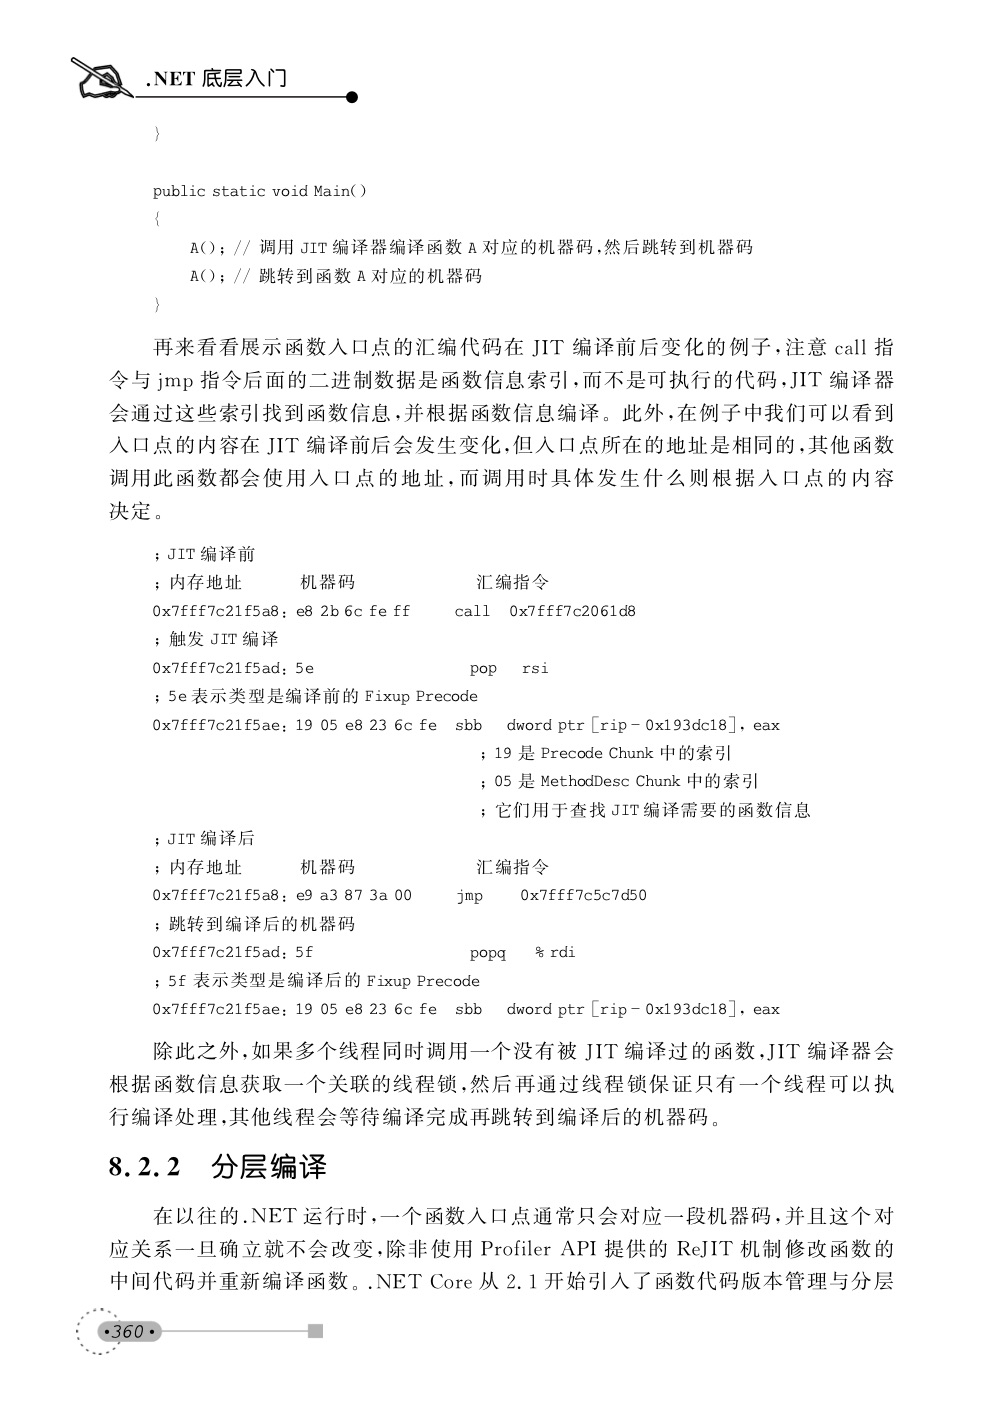 .NET 底层入门
}
public static void Main()
{
A(); // 调用 JIT 编译器编译函数 A 对应的机器码,然后跳转到机器码
A(); // 跳转到函数 A 对应的机器码
}
再来看看展示函数入口点的汇编代码在 JIT 编译前后变化的例子,注意 call 指
令与 jmp 指令后面的二进制数据是函数信息索引,而不是可执行的代码,JIT 编译器
会通过这些索引找到函数信息,并根据函数信息编译。此外,在例子中我们可以看到
入口点的内容在 JIT 编译前后会发生变化,但入口点所在的地址是相同的,其他函数
调用此函数都会使用入口点的地址,而调用时具体发生什么则根据入口点的内容
决定。
; JIT 编译前
; 内存地址 机器码 汇编指令
0x7fff7c21f5a8: e8 2b 6c fe ff call 0x7fff7c2061d8
; 触发 JIT 编译
0x7fff7c21f5ad: 5e pop rsi
; 5e 表示类型是编译前的 Fixup Precode
0x7fff7c21f5ae: 19 05 e8 23 6c fe sbb dword ptr [rip - 0x193dc18], eax
; 19 是 Precode Chunk 中的索引
; 05 是 MethodDesc Chunk 中的索引
; 它们用于查找 JIT 编译需要的函数信息
; JIT 编译后
; 内存地址 机器码 汇编指令
0x7fff7c21f5a8: e9 a3 87 3a 00 jmp 0x7fff7c5c7d50
; 跳转到编译后的机器码
0x7fff7c21f5ad: 5f popq % rdi
; 5f 表示类型是编译后的 Fixup Precode
0x7fff7c21f5ae: 19 05 e8 23 6c fe sbb dword ptr [rip - 0x193dc18], eax
除此之外,如果多个线程同时调用一个没有被 JIT 编译过的函数,JIT 编译器会
根据函数信息获取一个关联的线程锁,然后再通过线程锁保证只有一个线程可以执
行编译处理,其他线程会等待编译完成再跳转到编译后的机器码。
8.2.2 分层编译
在以往的.NET 运行时,一个函数入口点通常只会对应一段机器码,并且这个对
应关系一旦确立就不会改变,除非使用 Profiler API 提供的 ReJIT 机制修改函数的
中间代码并重新编译函数。.NET Core 从 2.1 开始引入了函数代码版本管理与分层
·360·